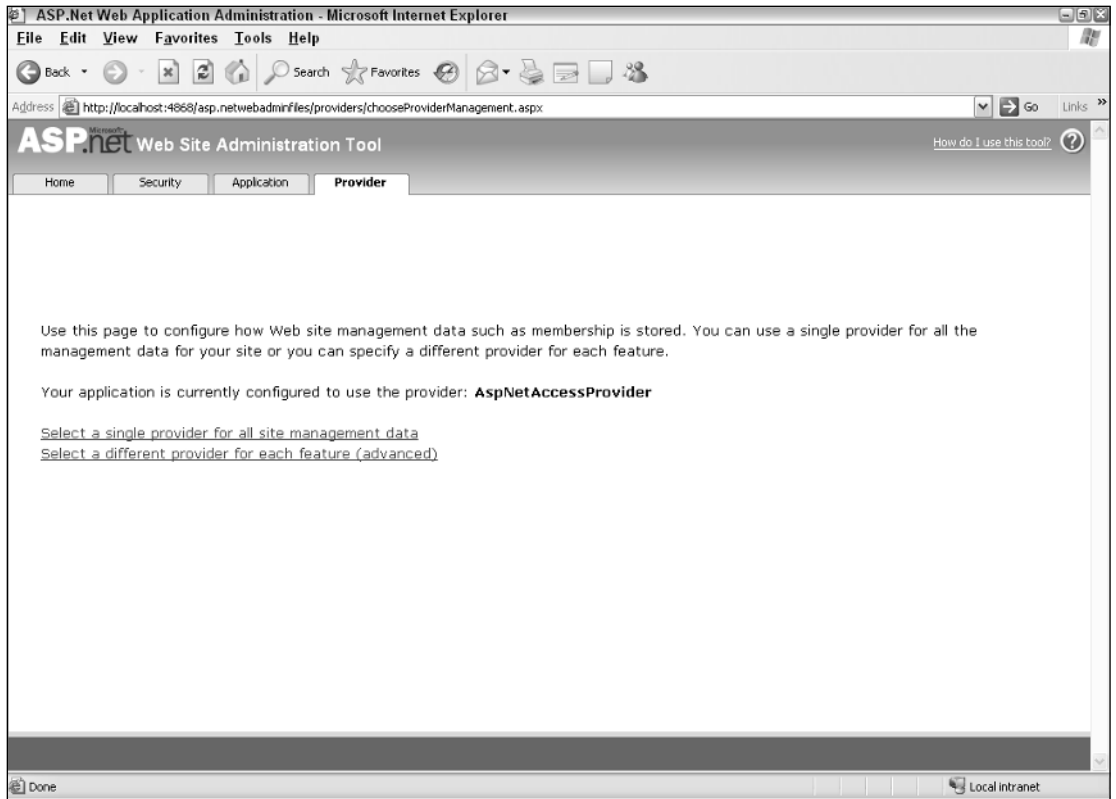 ASP.Net Web Application Administration - Microsoft Internet Explorer
File Edit View Favorites Tools Help
Back Search Favorites
Address http://localhost:4868/asp.netwebadminfiles/providers/chooseProviderManagement.aspx Go Links »
Microsoft
ASP.net Web Site Administration Tool How do I use this tool? ?
Home Security Application Provider
Use this page to configure how Web site management data such as membership is stored. You can use a single provider for all the
management data for your site or you can specify a different provider for each feature.
Your application is currently configured to use the provider: AspNetAccessProvider
Select a single provider for all site management data
Select a different provider for each feature (advanced)
Done Local intranet